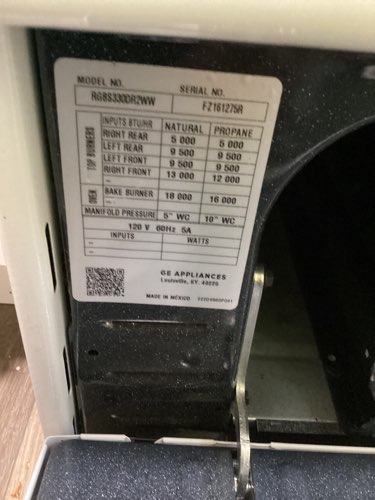 MODEL NO. SERIAL NO.
RGBS330DR2WW FZ161275R
TOP BURNERS
INPUTS BTU/HR NATURAL PROPANE
RIGHT REAR 5 000 5 000
LEFT REAR 9 500 9 500
LEFT FRONT 9 500 9 500
RIGHT FRONT 13 000 12 000
OVEN
BAKE BURNER 18 000 16 000
MANIFOLD PRESSURE 5" WC 10" WC
120 V 60Hz 5A
INPUTS WATTS
GE APPLIANCES
Louisville, KY. 40225
MADE IN MEXICO